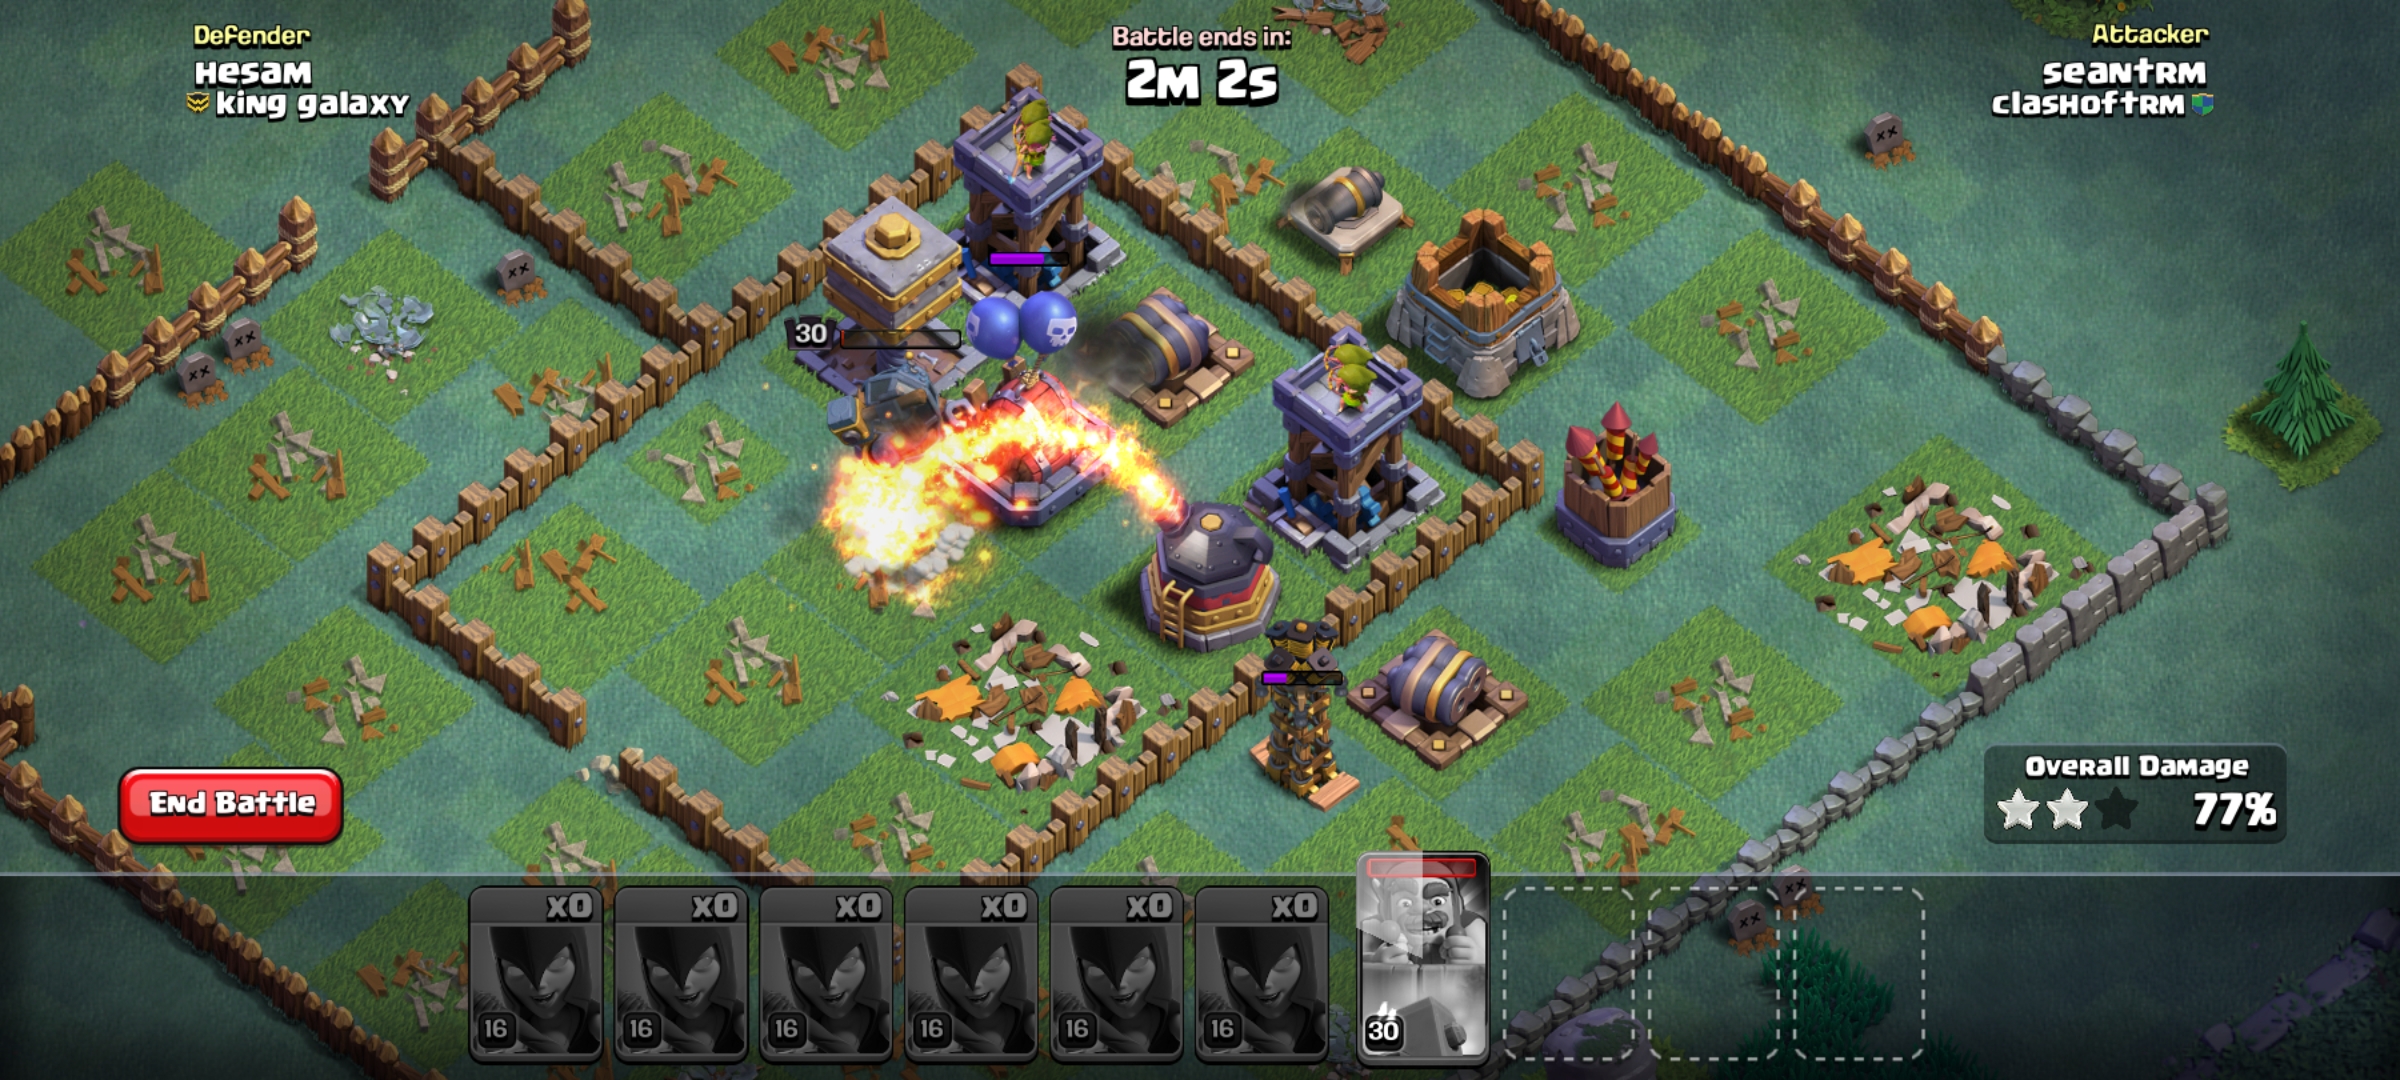 Defender
Hesam
king galaxy
Battle ends in:
2M 2s
Attacker
seantrm
clashoftrm
30
End Battle
Overall Damage
77%
x0 x0 x0 x0 x0 x0
16 16 16 16 16 16 30